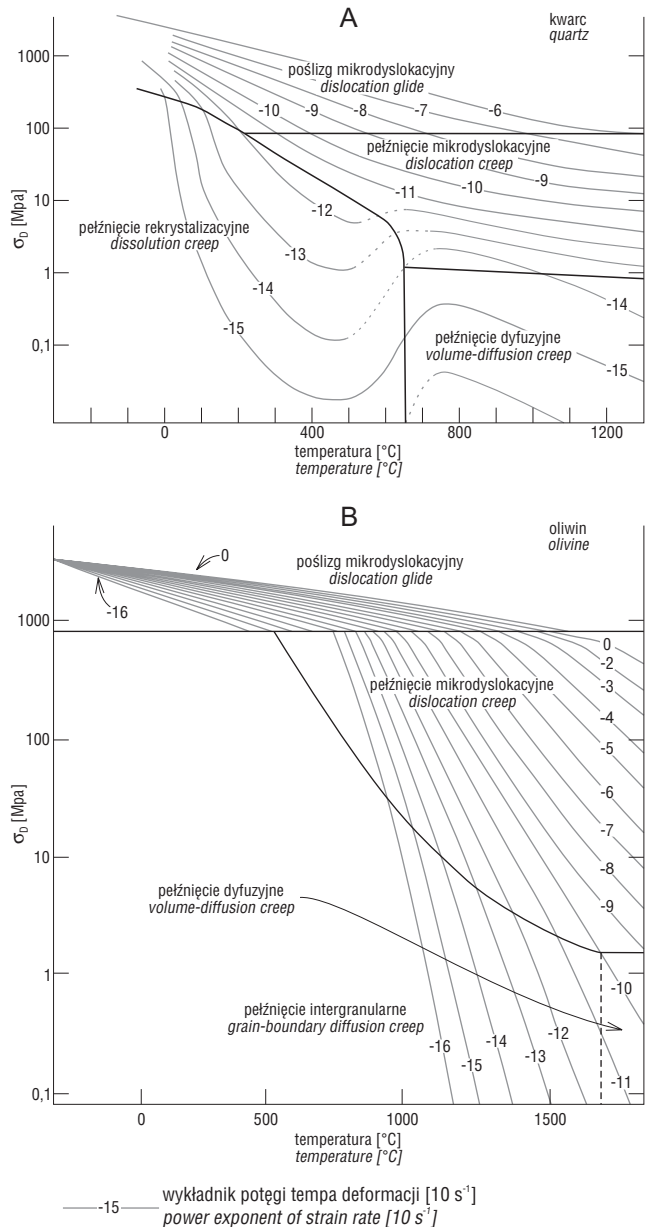 A
kwarc
quartz
1000
100
10
1
0,1
σD [Mpa]
poślizg mikrodyslokacyjny
dislocation glide
-6
-7
-8
-9
-10
pełźnięcie mikrodyslokacyjne
dislocation creep
-9
-10
-11
-12
-13
-14
-15
pełźnięcie rekrystalizacyjne
dissolution creep
-14
pełźnięcie dyfuzyjne
volume-diffusion creep
-15
0 400 800 1200
temperatura [°C]
temperature [°C]
B
oliwin
olivine
0
poślizg mikrodyslokacyjny
dislocation glide
-16
1000
100
10
1
0,1
σD [Mpa]
0
-2
-3
pełźnięcie mikrodyslokacyjne
dislocation creep
-4
-5
-6
-7
-8
-9
pełźnięcie dyfuzyjne
volume-diffusion creep
-10
pełźnięcie intergranularne
grain-boundary diffusion creep
-16
-15
-14
-13
-12
-11
0 500 1000 1500
temperatura [°C]
temperature [°C]
-15
wykładnik potęgi tempa deformacji [10 s⁻¹]
power exponent of strain rate [10 s⁻¹]